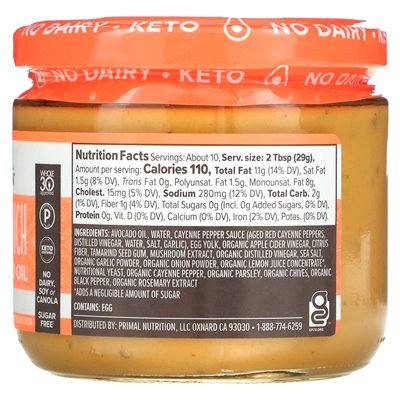 NO DAIRY • KETO
NO DAIRY
NO DAIRY • KETO
NO DAI
Nutrition Facts Servings: About 10, Serv. size: 2 Tbsp (29g),
Amount per serving: Calories 110, Total Fat 11g (14% DV), Sat Fat
1.5g (8% DV), Trans Fat 0g, Polyunsat. Fat 1.5g, Monounsat. Fat 8g,
Cholest. 15mg (5% DV), Sodium 280mg (12% DV), Total Carb. 2g
(1% DV), Fiber 1g (4% DV), Total Sugars 0g (Incl. 0g Added Sugars, 0% DV),
Protein 0g, Vit. D (0% DV), Calcium (0% DV), Iron (2% DV), Potas. (0% DV).
INGREDIENTS: AVOCADO OIL, WATER, CAYENNE PEPPER SAUCE (AGED RED CAYENNE PEPPERS,
DISTILLED VINEGAR, WATER, SALT, GARLIC), EGG YOLK, ORGANIC APPLE CIDER VINEGAR, CITRUS
FIBER, TAMARIND SEED GUM, MUSHROOM EXTRACT, ORGANIC DISTILLED VINEGAR, SEA SALT,
ORGANIC GARLIC POWDER, ORGANIC ONION POWDER, ORGANIC LEMON JUICE CONCENTRATE*,
NUTRITIONAL YEAST, ORGANIC CAYENNE PEPPER, ORGANIC PARSLEY, ORGANIC CHIVES, ORGANIC
BLACK PEPPER, ORGANIC ROSEMARY EXTRACT
*ADDS A NEGLIGIBLE AMOUNT OF SUGAR
CONTAINS: EGG
DISTRIBUTED BY: PRIMAL NUTRITION, LLC OXNARD CA 93030 • 1-888-774-6259
WHOLE
30
APPROVED
P
KETO
CERTIFIED
NO
DAIRY,
SOY or
CANOLA
SUGAR
FREE
CH
OIL